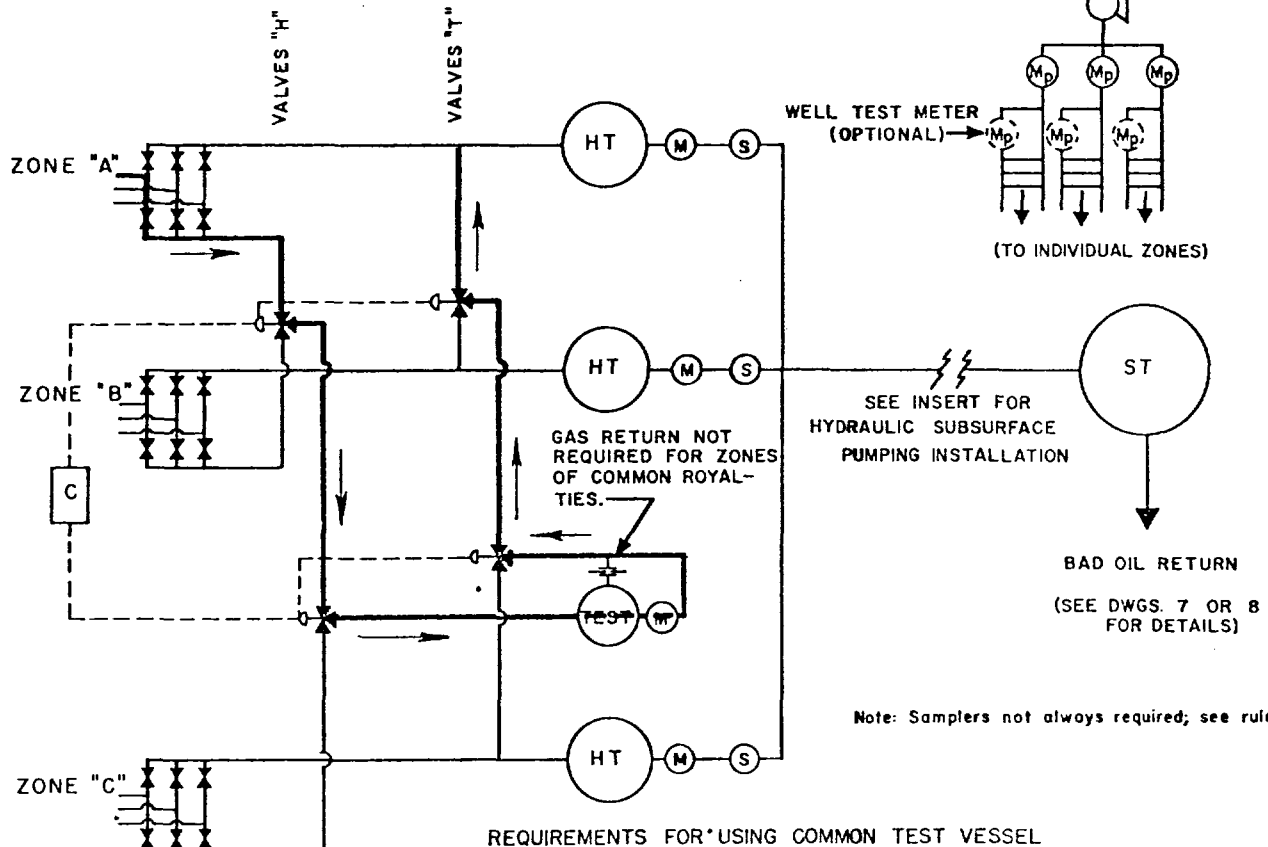 VALVES "H"
VALVES "T"
Mp
Mp
Mp
WELL TEST METER
(OPTIONAL)
Mp
Mp
Mp
(TO INDIVIDUAL ZONES)
ZONE "A"
HT
M
S
ZONE "B"
HT
M
S
ST
SEE INSERT FOR
HYDRAULIC SUBSURFACE
PUMPING INSTALLATION
GAS RETURN NOT
REQUIRED FOR ZONES
OF COMMON ROYAL-
TIES.
C
BAD OIL RETURN
(SEE DWGS. 7 OR 8
FOR DETAILS)
TEST
M
Note: Samplers not always required; see
ZONE "C"
HT
M
S
REQUIREMENTS FOR USING COMMON TEST VESSEL